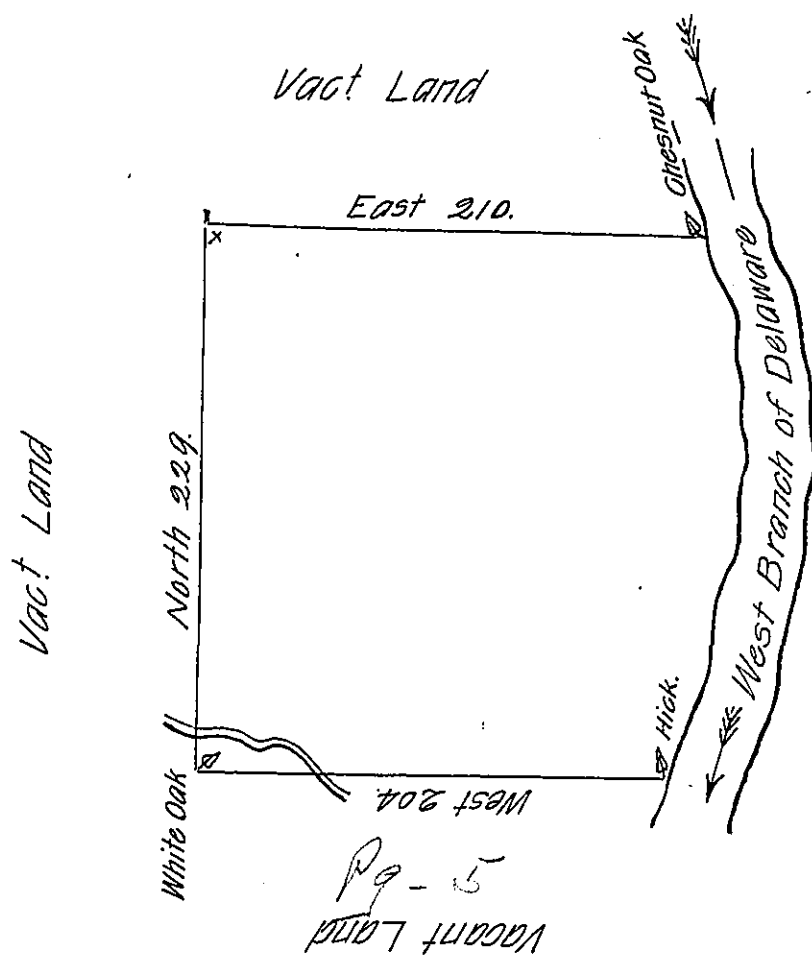 Vac.t Land
Chesnut Oak
East 210.
x
West Branch of Delaware
Vac.t Land
North 229.
Hick.
White Oak
West 204.
Pg - 5
Vacant Land